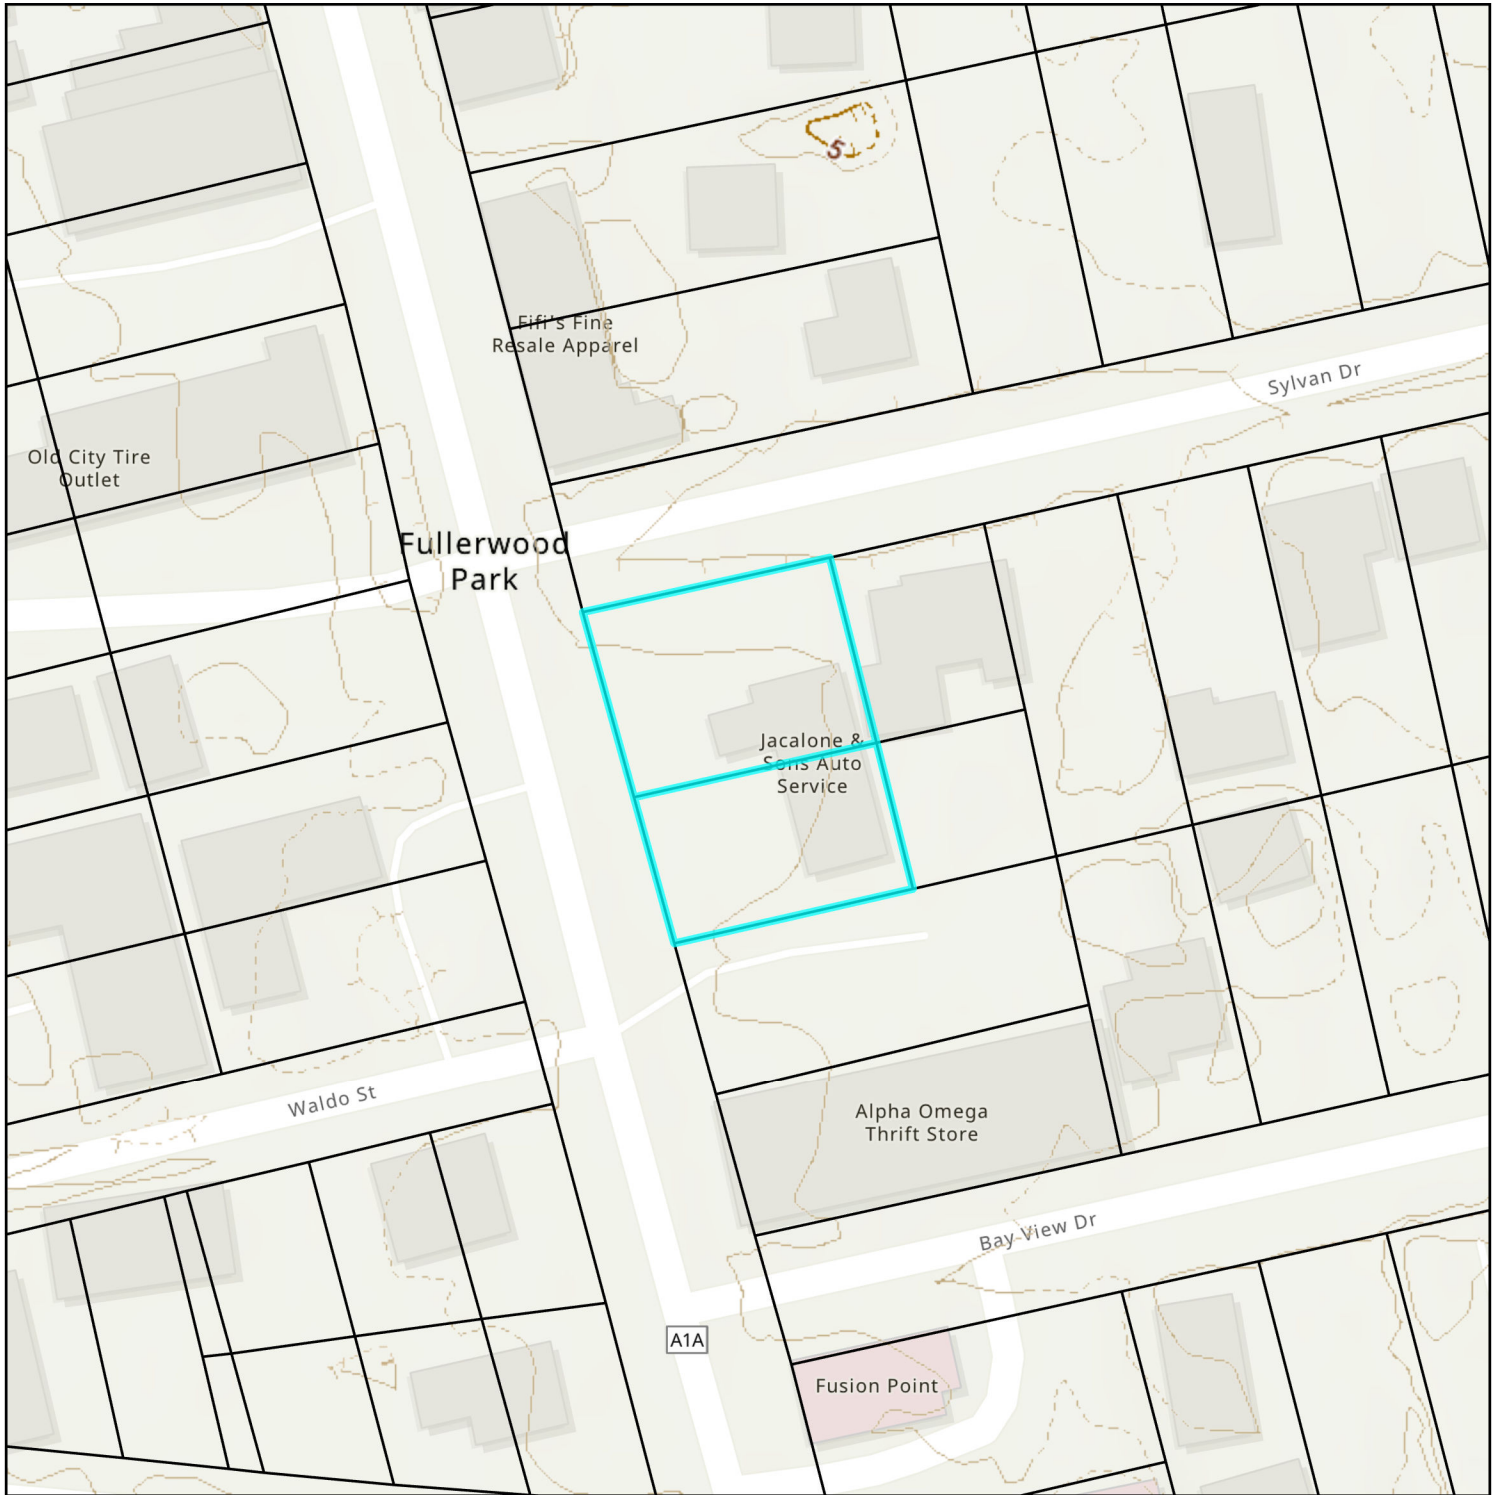 5
Fifi's Fine
Resale Apparel
Sylvan Dr
Old City Tire
Outlet
Fullerwood
Park
Jacalone &
Sons Auto
Service
Waldo St
Alpha Omega
Thrift Store
Bay View Dr
A1A
Fusion Point